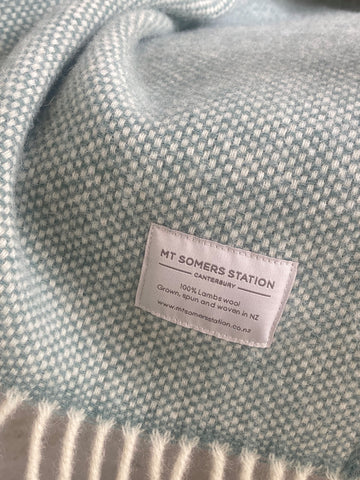 MT SOMERS STATION
CANTERBURY
100% Lambswool
Grown, spun and woven in NZ
www.mtsomersstation.co.nz